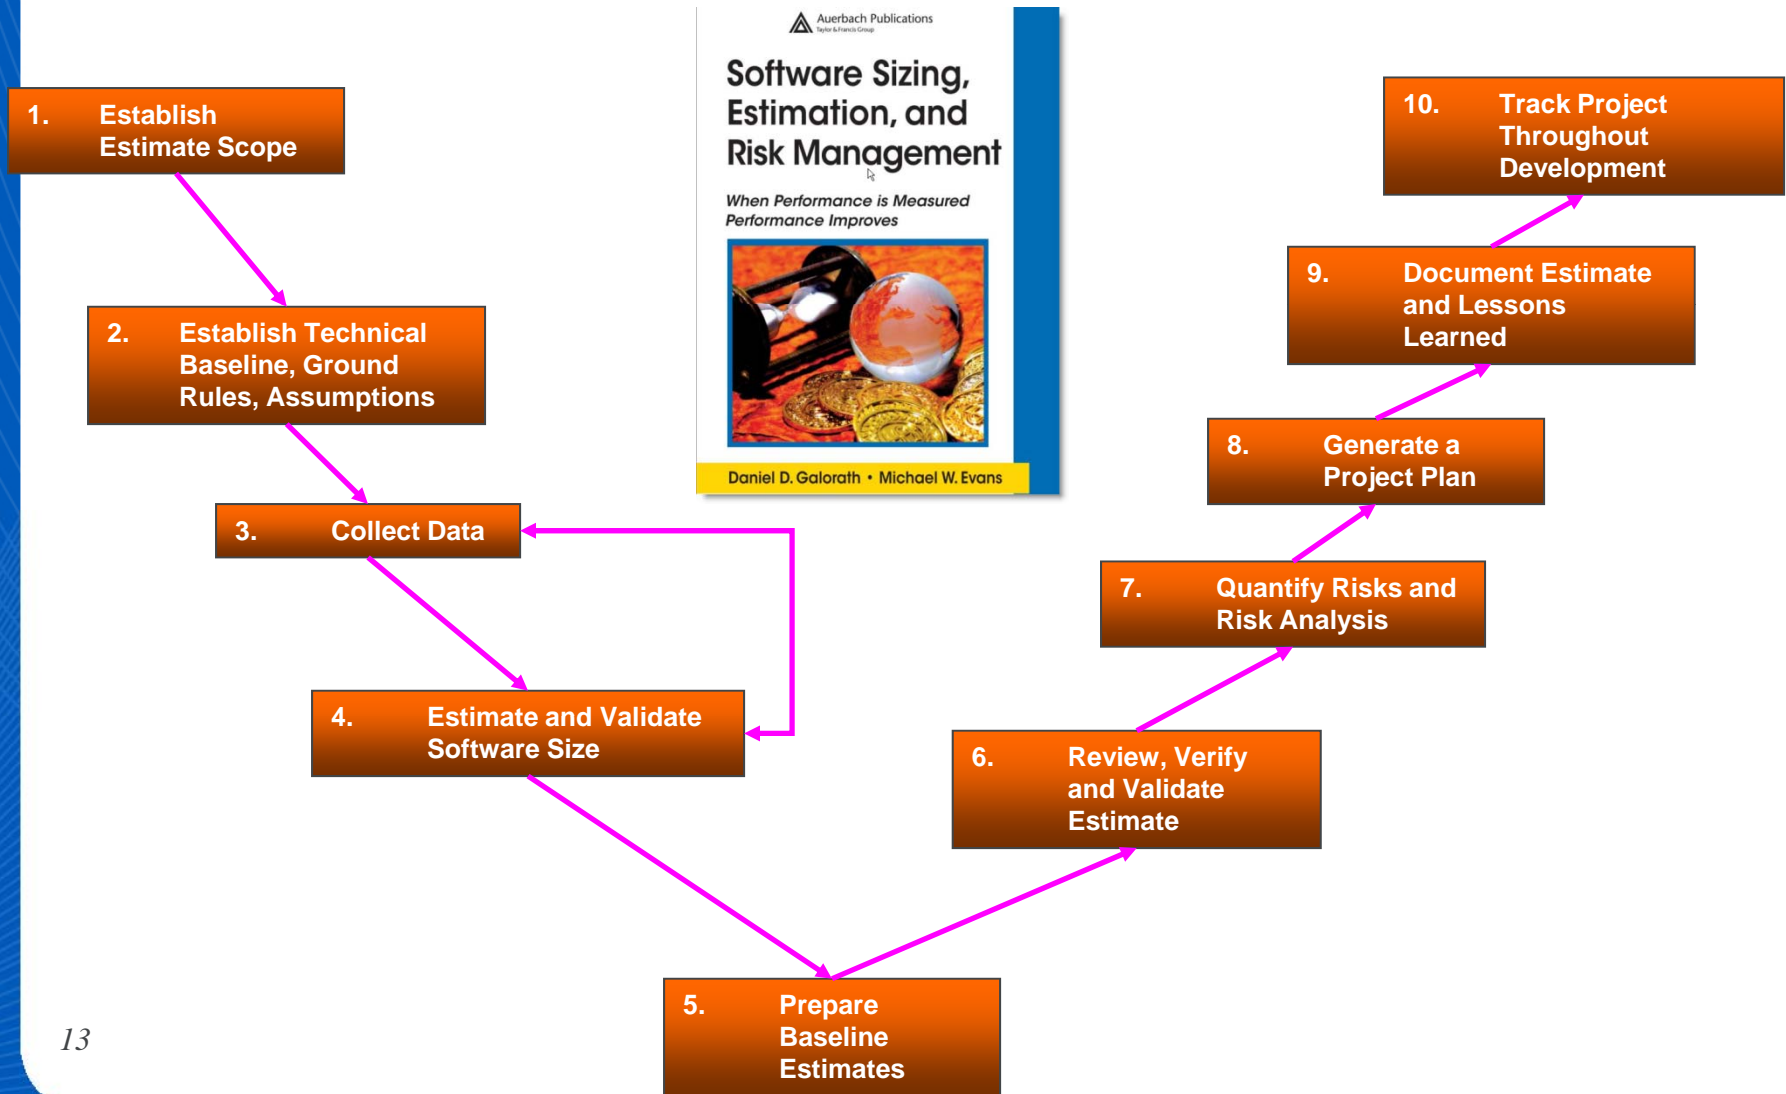 Auerbach Publications
Taylor & Francis Group
Software Sizing,
Estimation, and
Risk Management
When Performance is Measured
Performance Improves
Daniel D. Galorath • Michael W. Evans
1. Establish
Estimate Scope
2. Establish Technical
Baseline, Ground
Rules, Assumptions
3. Collect Data
4. Estimate and Validate
Software Size
5. Prepare
Baseline
Estimates
6. Review, Verify
and Validate
Estimate
7. Quantify Risks and
Risk Analysis
8. Generate a
Project Plan
9. Document Estimate
and Lessons
Learned
10. Track Project
Throughout
Development
13